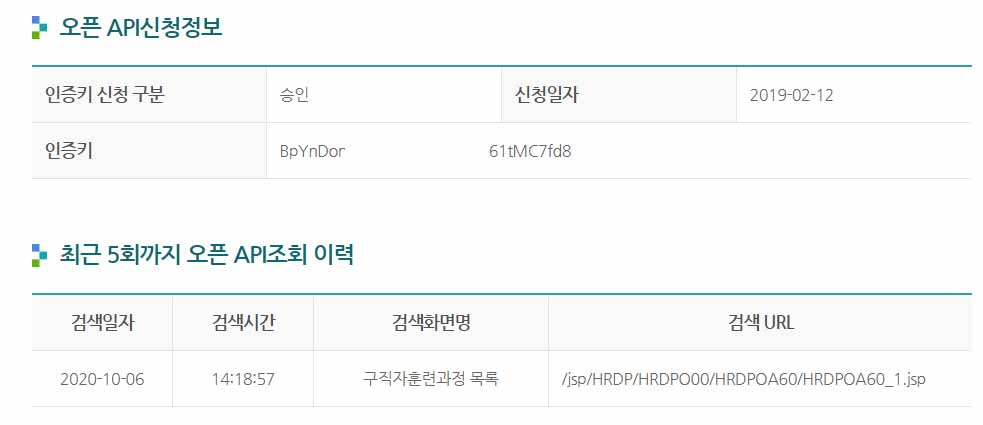 오픈 API신청정보
인증키 신청 구분 승인 신청일자 2019-02-12
인증키 BpYnDor 61tMC7fd8
최근 5회까지 오픈 API조회 이력
검색일자 검색시간 검색화면명 검색 URL
2020-10-06 14:18:57 구직자훈련과정 목록 /jsp/HRDP/HRDPO00/HRDPOA60/HRDPOA60_1.jsp